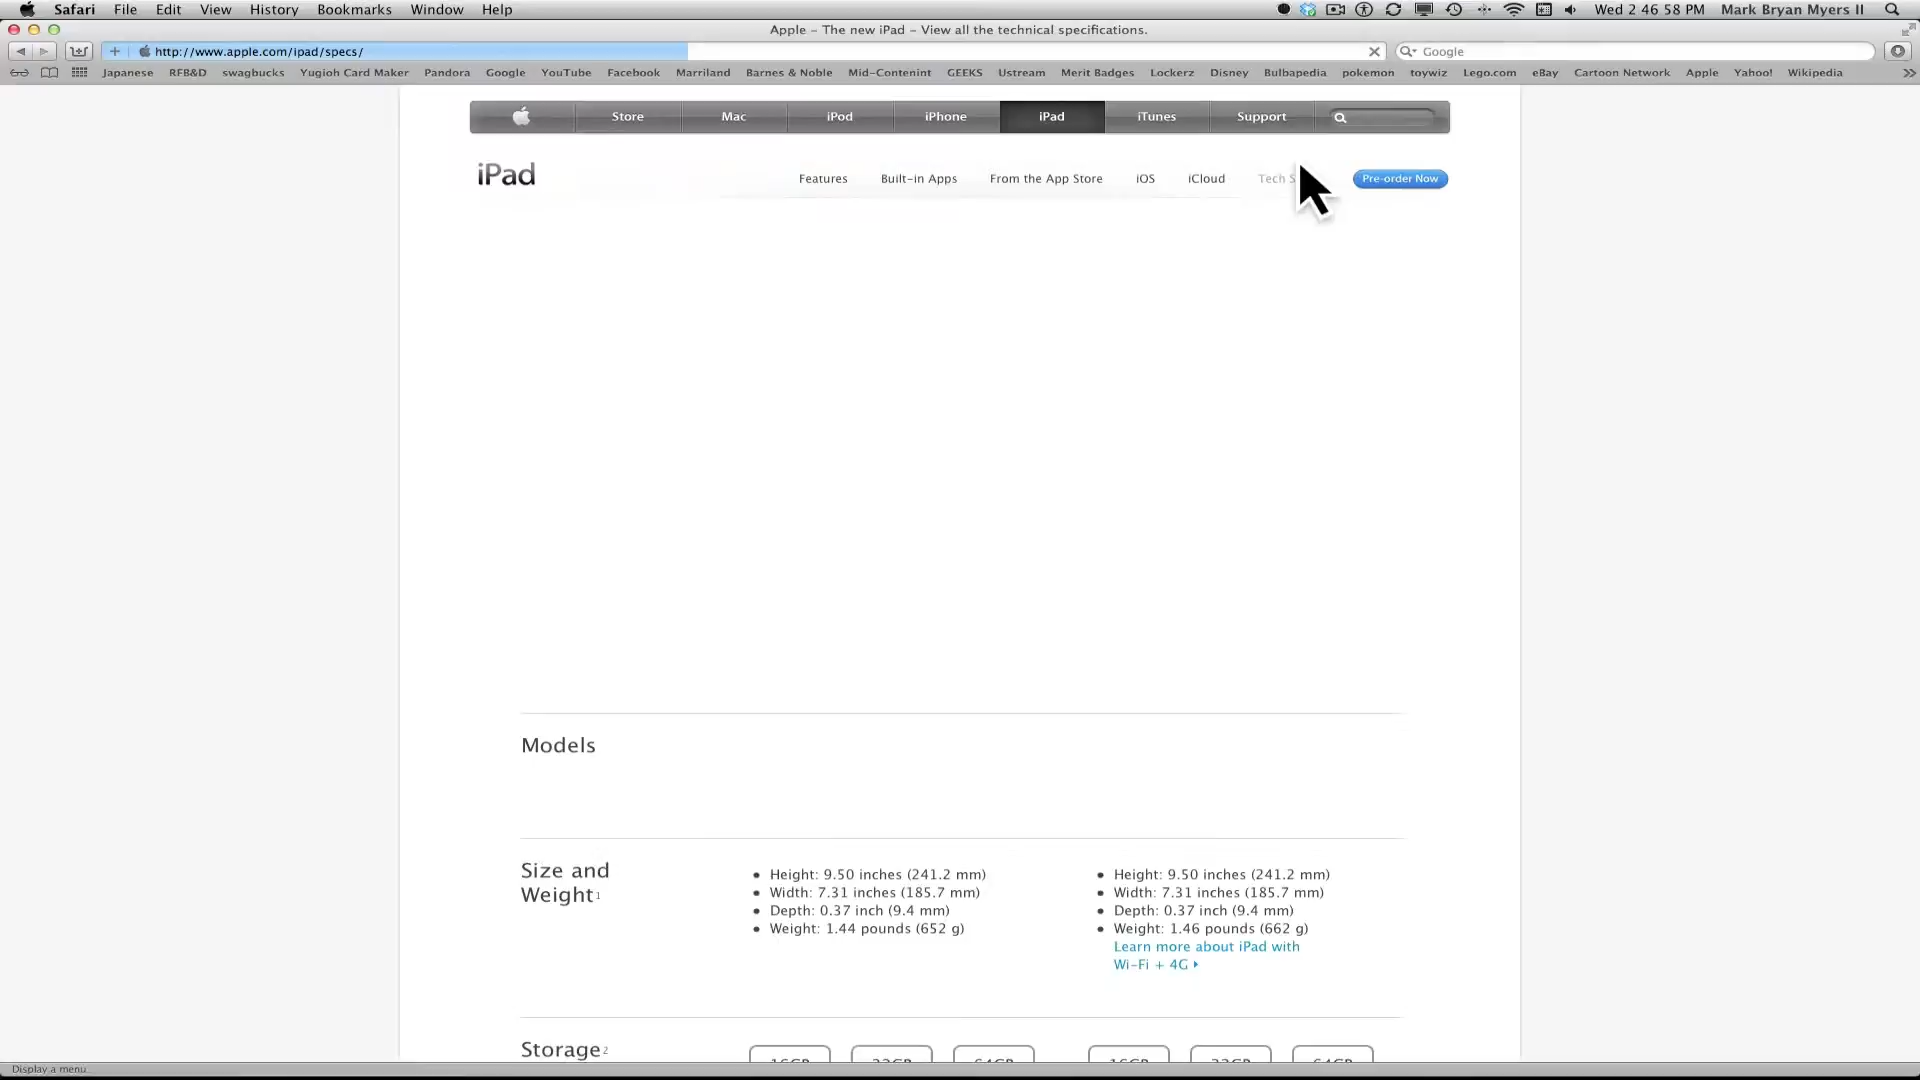 Safari File Edit View History Bookmarks Window Help Wed 2 46 58 PM Mark Bryan Myers II
Apple – The new iPad – View all the technical specifications.
http://www.apple.com/ipad/specs/ Google
Japanese RFB&D swagbucks Yugioh Card Maker Pandora Google YouTube Facebook Marriland Barnes & Noble Mid-Contenint GEEKS Ustream Merit Badges Lockerz Disney Bulbapedia pokemon toywiz Lego.com eBay Cartoon Network Apple Yahoo! Wikipedia
Store Mac iPod iPhone iPad iTunes Support
iPad Features Built-in Apps From the App Store iOS iCloud Tech S Pre-order Now
Models
Size and
Weight 1
• Height: 9.50 inches (241.2 mm)
• Width: 7.31 inches (185.7 mm)
• Depth: 0.37 inch (9.4 mm)
• Weight: 1.44 pounds (652 g)
• Height: 9.50 inches (241.2 mm)
• Width: 7.31 inches (185.7 mm)
• Depth: 0.37 inch (9.4 mm)
• Weight: 1.46 pounds (662 g)
Learn more about iPad with
Wi-Fi + 4G
Storage 2
16GB 32GB 64GB 16GB 32GB 64GB
Display a menu